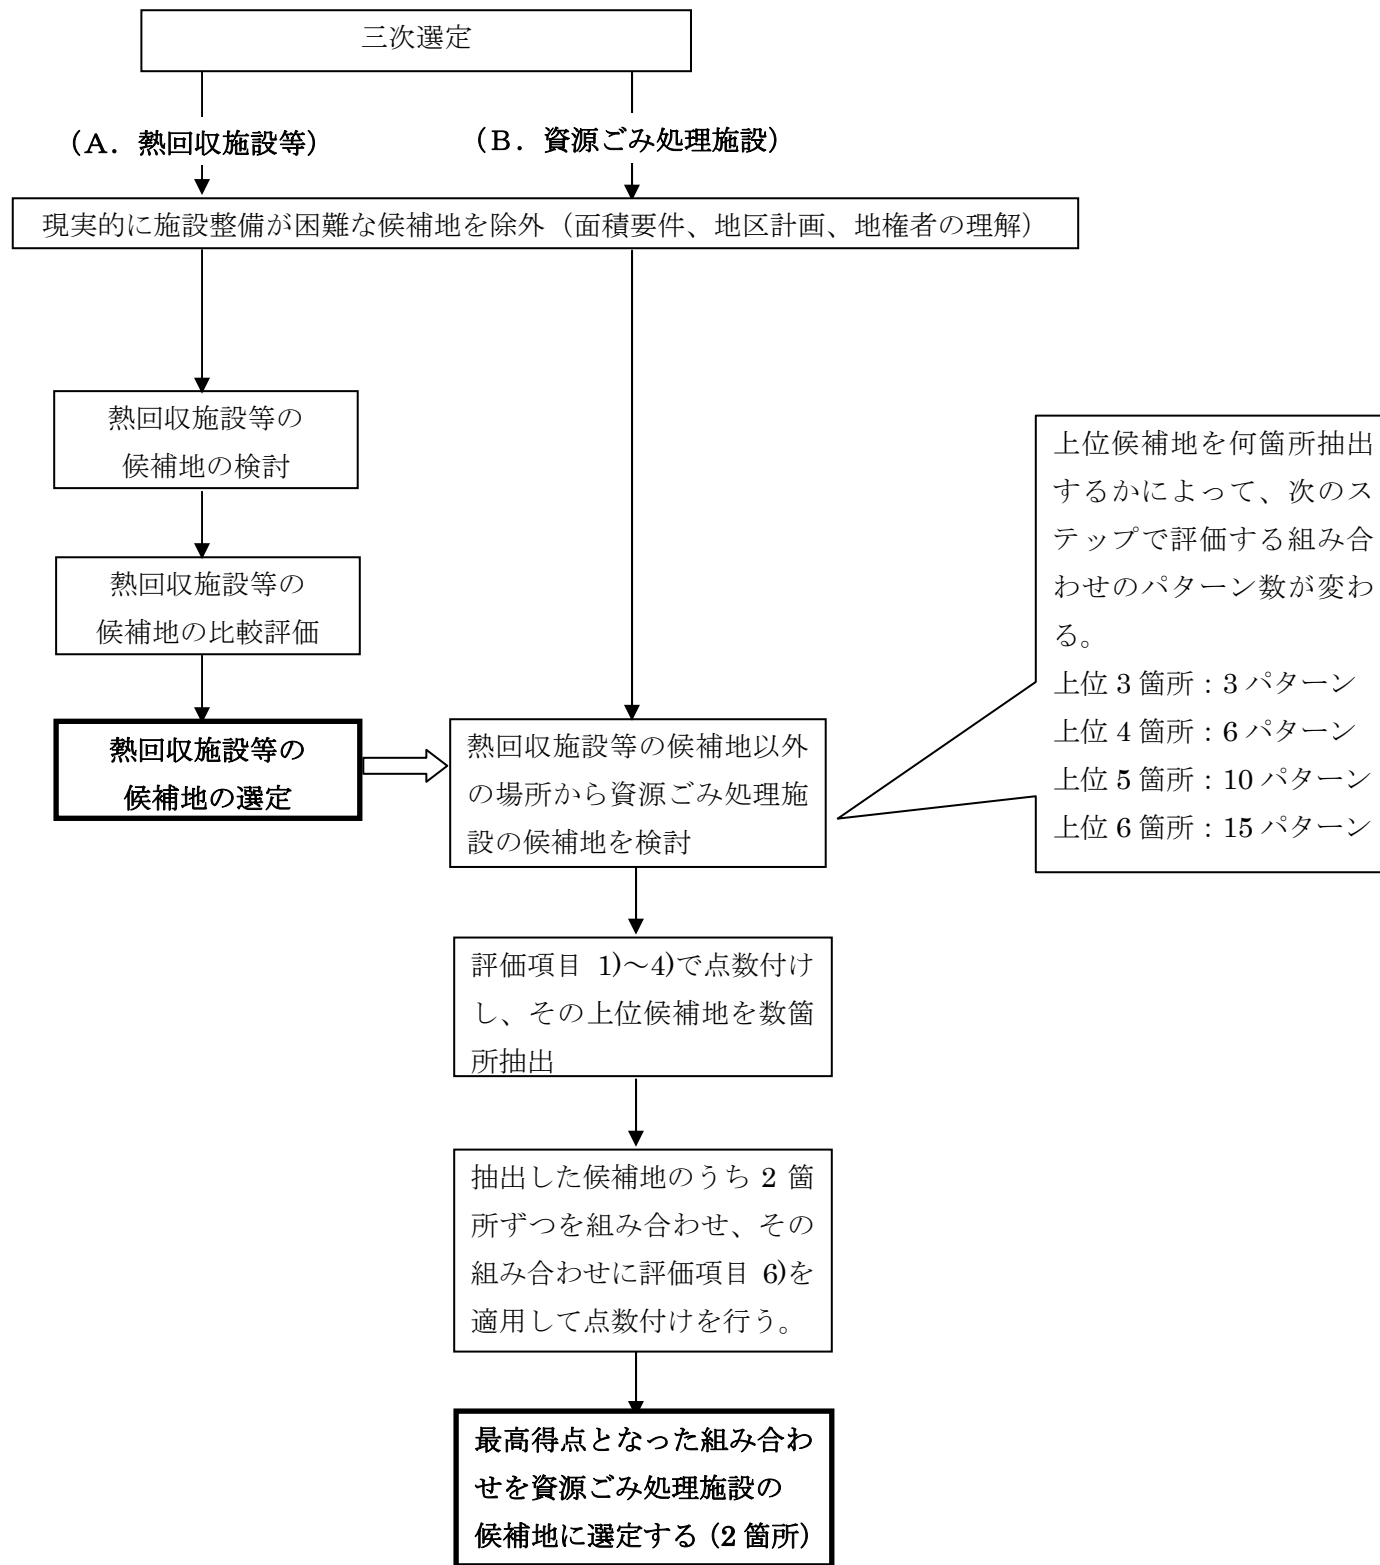 三次選定
（A．熱回収施設等）
（B．資源ごみ処理施設）
現実的に施設整備が困難な候補地を除外（面積要件、地区計画、地権者の理解）
熱回収施設等の
候補地の検討
熱回収施設等の
候補地の比較評価
熱回収施設等の
候補地の選定
熱回収施設等の候補地以外
の場所から資源ごみ処理施
設の候補地を検討
上位候補地を何箇所抽出
するかによって、次のス
テップで評価する組み合
わせのパターン数が変わ
る。
上位 3 箇所：3 パターン
上位 4 箇所：6 パターン
上位 5 箇所：10 パターン
上位 6 箇所：15 パターン
評価項目 1)～4)で点数付け
し、その上位候補地を数箇
所抽出
抽出した候補地のうち 2 箇
所ずつを組み合わせ、その
組み合わせに評価項目 6)を
適用して点数付けを行う。
最高得点となった組み合わ
せを資源ごみ処理施設の
候補地に選定する（2 箇所）